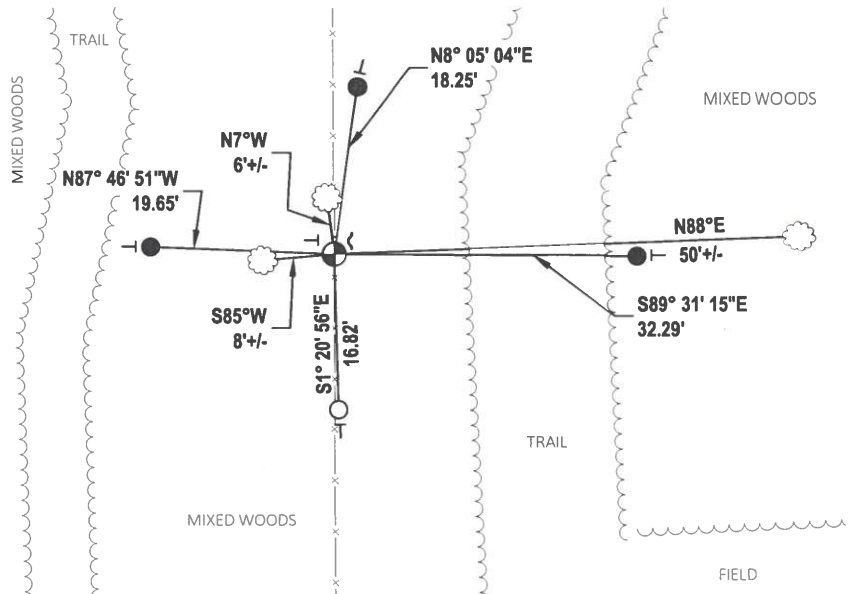 TRAIL
MIXED WOODS
N8° 05' 04"E
18.25'
MIXED WOODS
N7°W
6'+/-
N87° 46' 51"W
19.65'
N88°E
50'+/-
S85°W
8'+/-
S1° 20' 56"E
16.82'
S89° 31' 15"E
32.29'
TRAIL
MIXED WOODS
FIELD